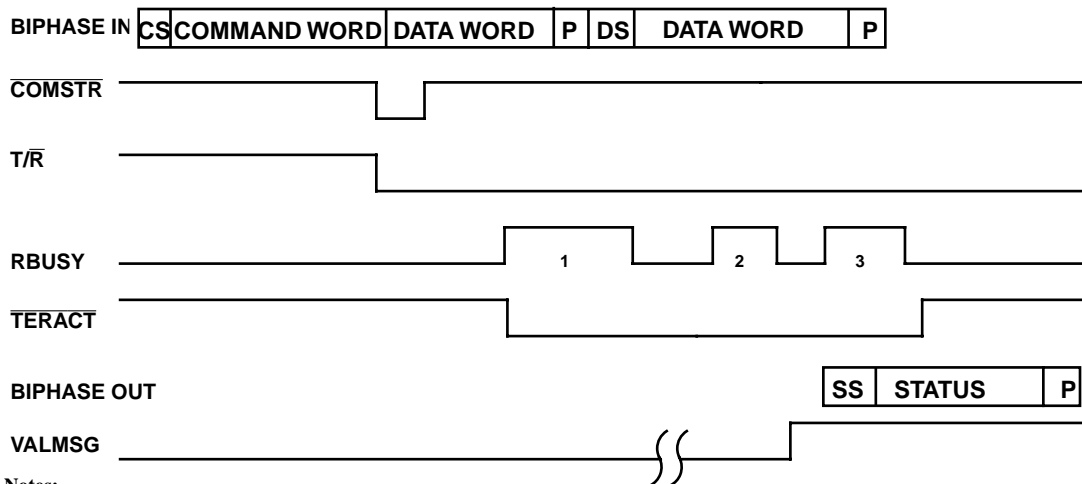 BIPHASE IN CS COMMAND WORD DATA WORD P DS DATA WORD P
COMSTR
T/R
RBUSY 1 2 3
TERACT
BIPHASE OUT SS STATUS P
VALMSG
Notes: